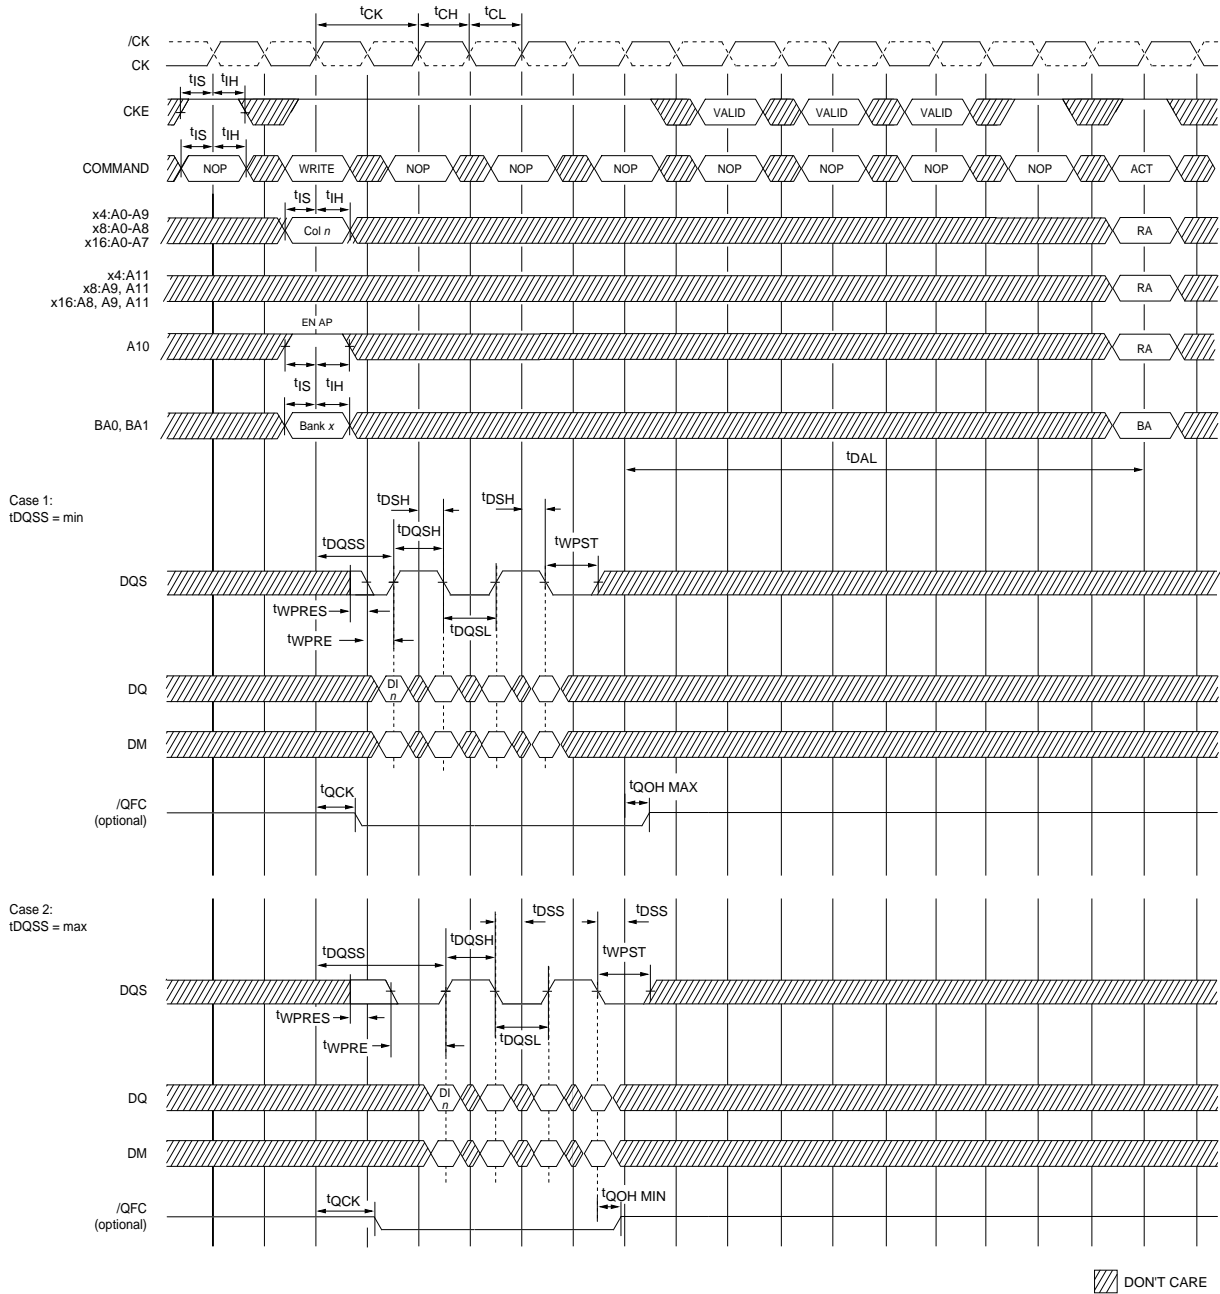 tCK tCH tCL
/CK
CK
tIS tIH
CKE VALID VALID VALID
tIS tIH
COMMAND NOP WRITE NOP NOP NOP NOP NOP NOP NOP ACT
tIS tIH
x4:A0-A9
x8:A0-A8
x16:A0-A7
Col n RA
x4:A11
x8:A9, A11
x16:A8, A9, A11
RA
EN AP
A10 RA
tIS tIH
BA0, BA1 Bank x BA
tDAL
Case 1:
tDQSS = min
tDSH tDSH
tDQSH
tDQSS tWPST
DQS
tWPRES
tDQSL
tWPRE
DQ DI
n
DM
tQCK tQOH MAX
/QFC
(optional)
Case 2:
tDQSS = max
tDSS tDSS
tDQSH
tDQSS tWPST
DQS
tWPRES
tDQSL
tWPRE
DQ DI
n
DM
tQCK tQOH MIN
/QFC
(optional)
DON'T CARE